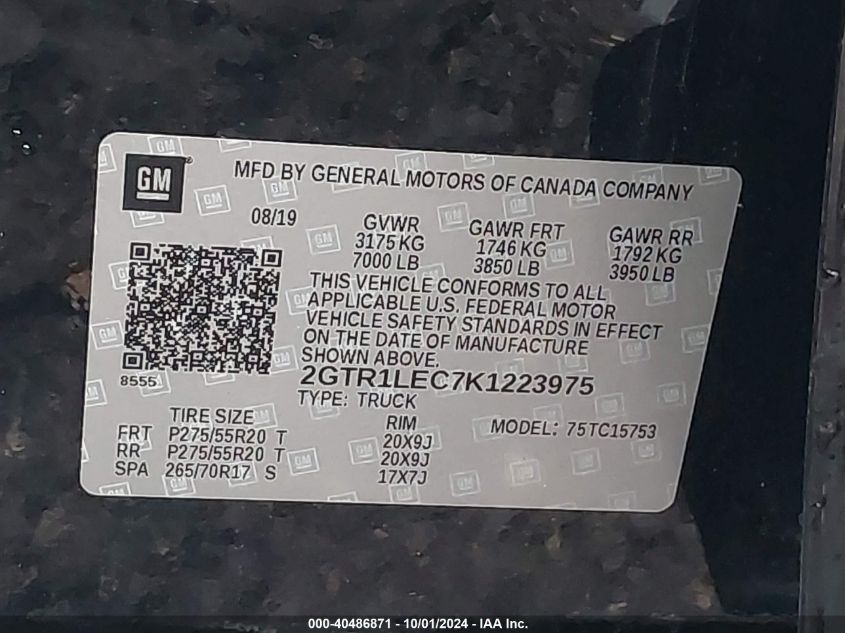 GM
MFD BY GENERAL MOTORS OF CANADA COMPANY
08/19
GVWR
3175 KG
7000 LB
GAWR FRT
1746 KG
3850 LB
GAWR RR
1792 KG
3950 LB
THIS VEHICLE CONFORMS TO ALL
APPLICABLE U.S. FEDERAL MOTOR
VEHICLE SAFETY STANDARDS IN EFFECT
ON THE DATE OF MANUFACTURE
SHOWN ABOVE.
8555
2GTR1LEC7K1223975
TYPE: TRUCK
MODEL: 75TC15753
TIRE SIZE RIM
FRT P275/55R20 T 20X9J
RR P275/55R20 T 20X9J
SPA 265/70R17 S 17X7J
000-40486871 - 10/01/2024 - IAA Inc.